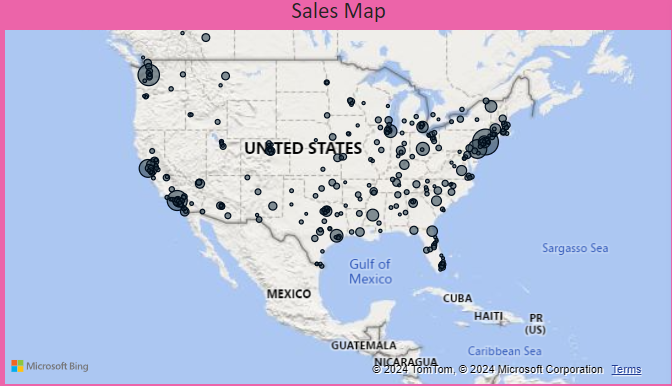 Sales Map
UNITED STATES
Sargasso Sea
Gulf of
Mexico
MEXICO
CUBA
HAITI
PR
(US)
GUATEMALA
Caribbean Sea
NICARAGUA
Microsoft Bing
© 2024 TomTom, © 2024 Microsoft Corporation Terms